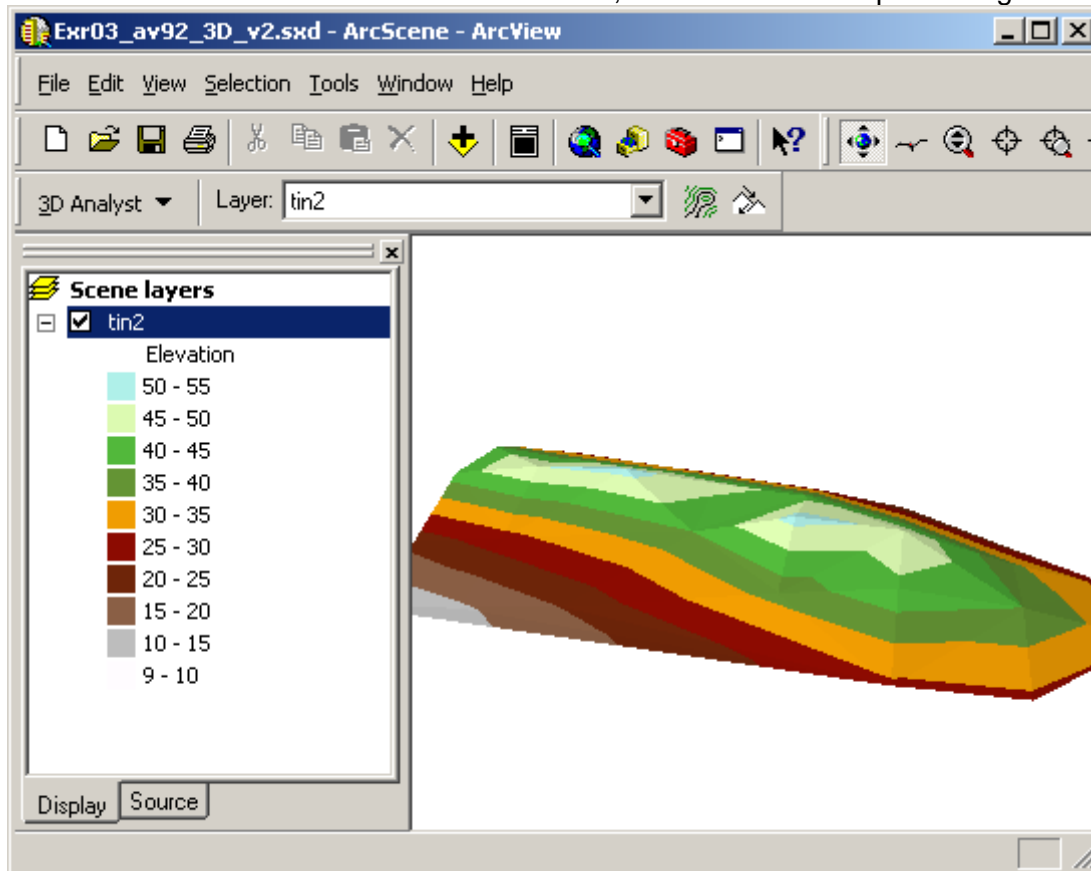 Exr03_av92_3D_v2.sxd - ArcScene - ArcView
File Edit View Selection Tools Window Help
3D Analyst Layer: tin2
Scene layers
tin2
Elevation
50 - 55
45 - 50
40 - 45
35 - 40
30 - 35
25 - 30
20 - 25
15 - 20
10 - 15
9 - 10
Display Source